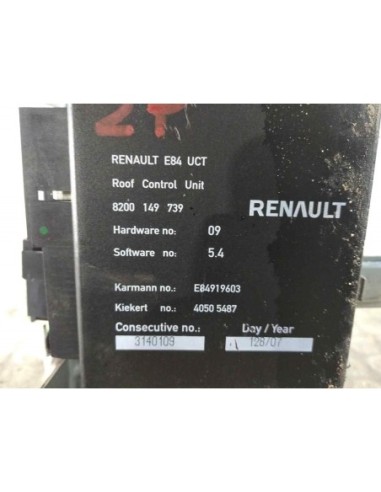 RENAULT E84 UCT
Roof Control Unit
8200 149 739
RENAULT
Hardware no: 09
Software no: 5.4
Karmann no.: E84919603
Kiekert no.: 4050 5487
Consecutive no.: Day / Year
3140109 128/07